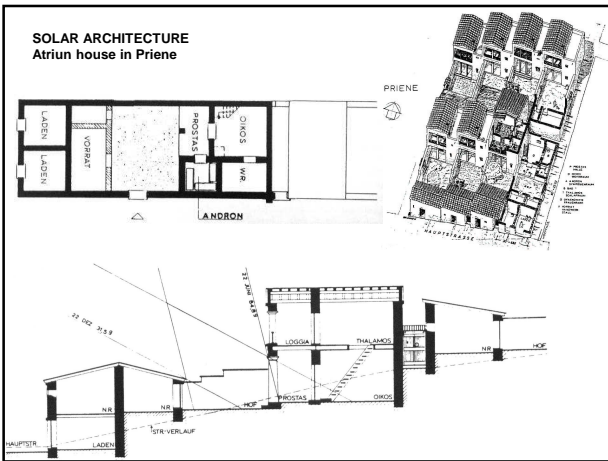 SOLAR ARCHITECTURE
Atriun house in Priene
PRIENE
LADEN
LADEN
VORRAT
PROSTAS
OIKOS
WR.
ANDRON
HAUPTSTRASSE
22 DEZ
LOGGIA
THALAMOS
N.R
HOF
N.R
N.R
HOF
PROSTAS
OIKOS
STR.-VERLAUF
HAUPTSTR.
LADEN